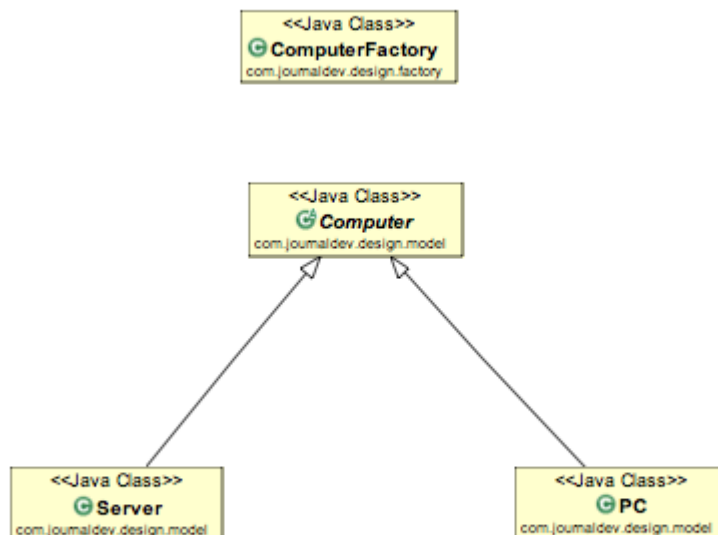 <<Java Class>>
ComputerFactory
com.journaldev.design.factory
<<Java Class>>
Computer
com.journaldev.design.model
<<Java Class>>
Server
com.journaldev.design.model
<<Java Class>>
PC
com.journaldev.design.model